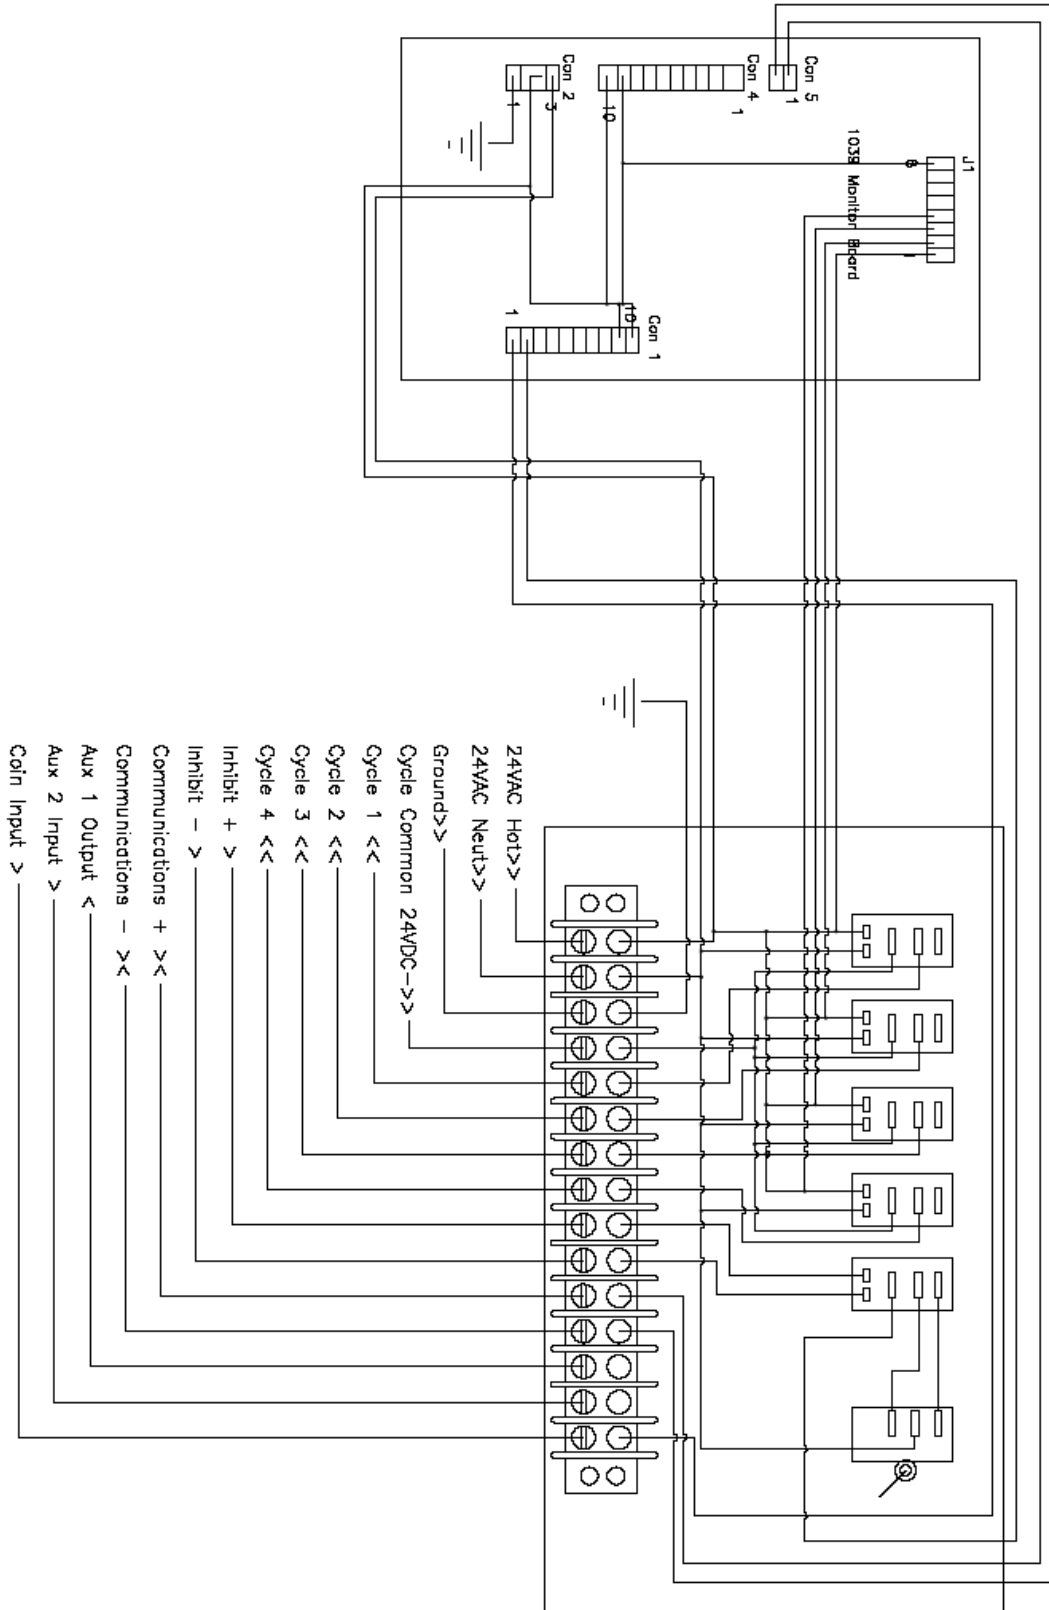 Con 5
1
Con 4
1
10
Con 2
1
3
J1
8
1
1039 Monitor Board
Con 1
1
10
24VAC Hot>>
24VAC Neut>>
Ground>>
Cycle Common 24VDC->>
Cycle 1 <<
Cycle 2 <<
Cycle 3 <<
Cycle 4 <<
Inhibit + >
Inhibit - >
Communications + ><
Communications - ><
Aux 1 Output <
Aux 2 Input >
Coin Input >